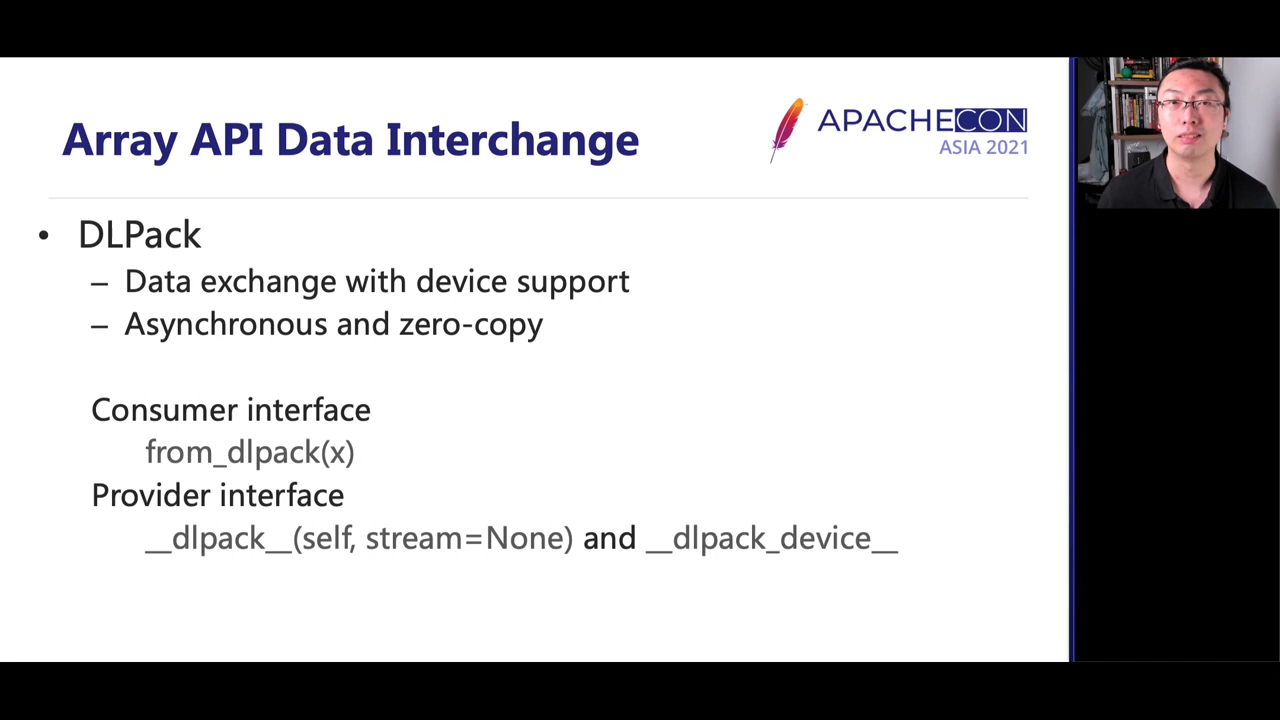 Array API Data Interchange
APACHECON
ASIA 2021
• DLPack
– Data exchange with device support
– Asynchronous and zero-copy
Consumer interface
from_dlpack(x)
Provider interface
__dlpack__(self, stream=None) and __dlpack_device__